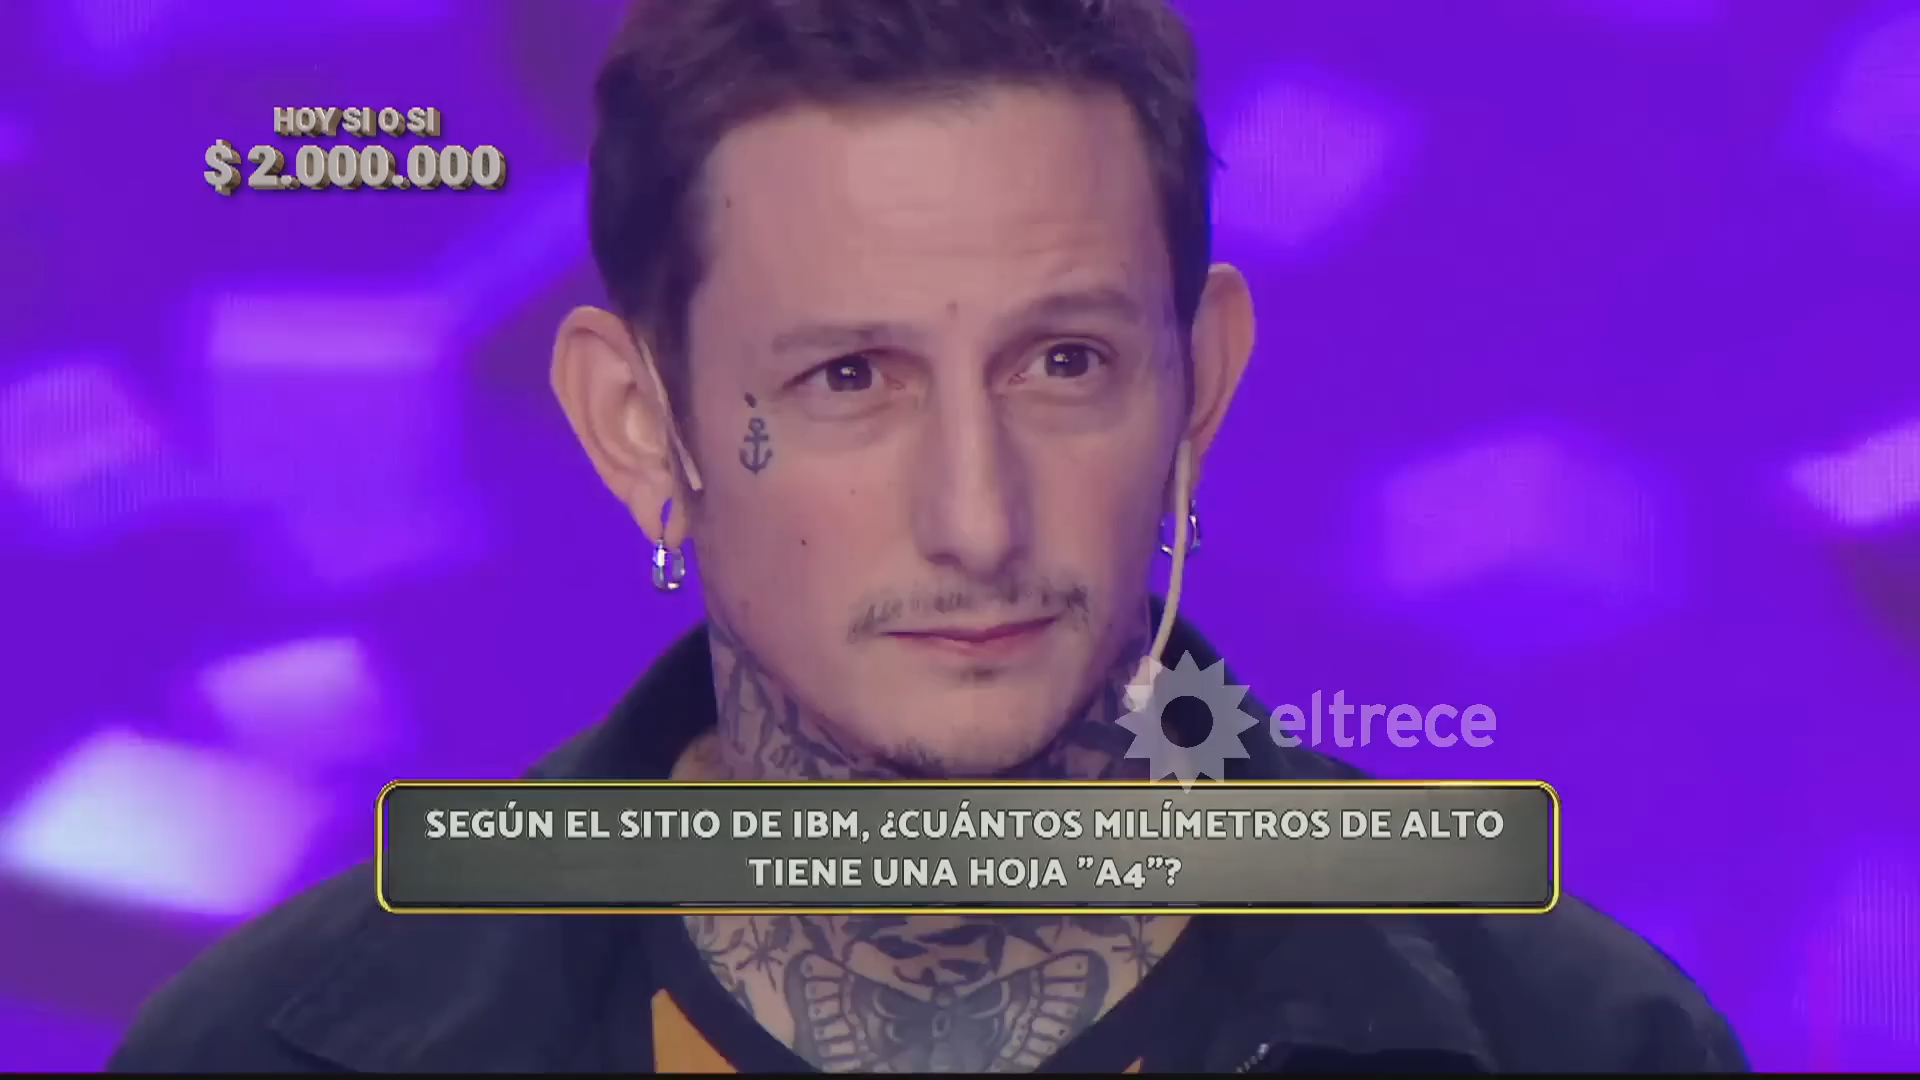 HOY SI O SI
$ 2.000.000
eltrece
SEGÚN EL SITIO DE IBM, ¿CUÁNTOS MILÍMETROS DE ALTO
TIENE UNA HOJA "A4"?